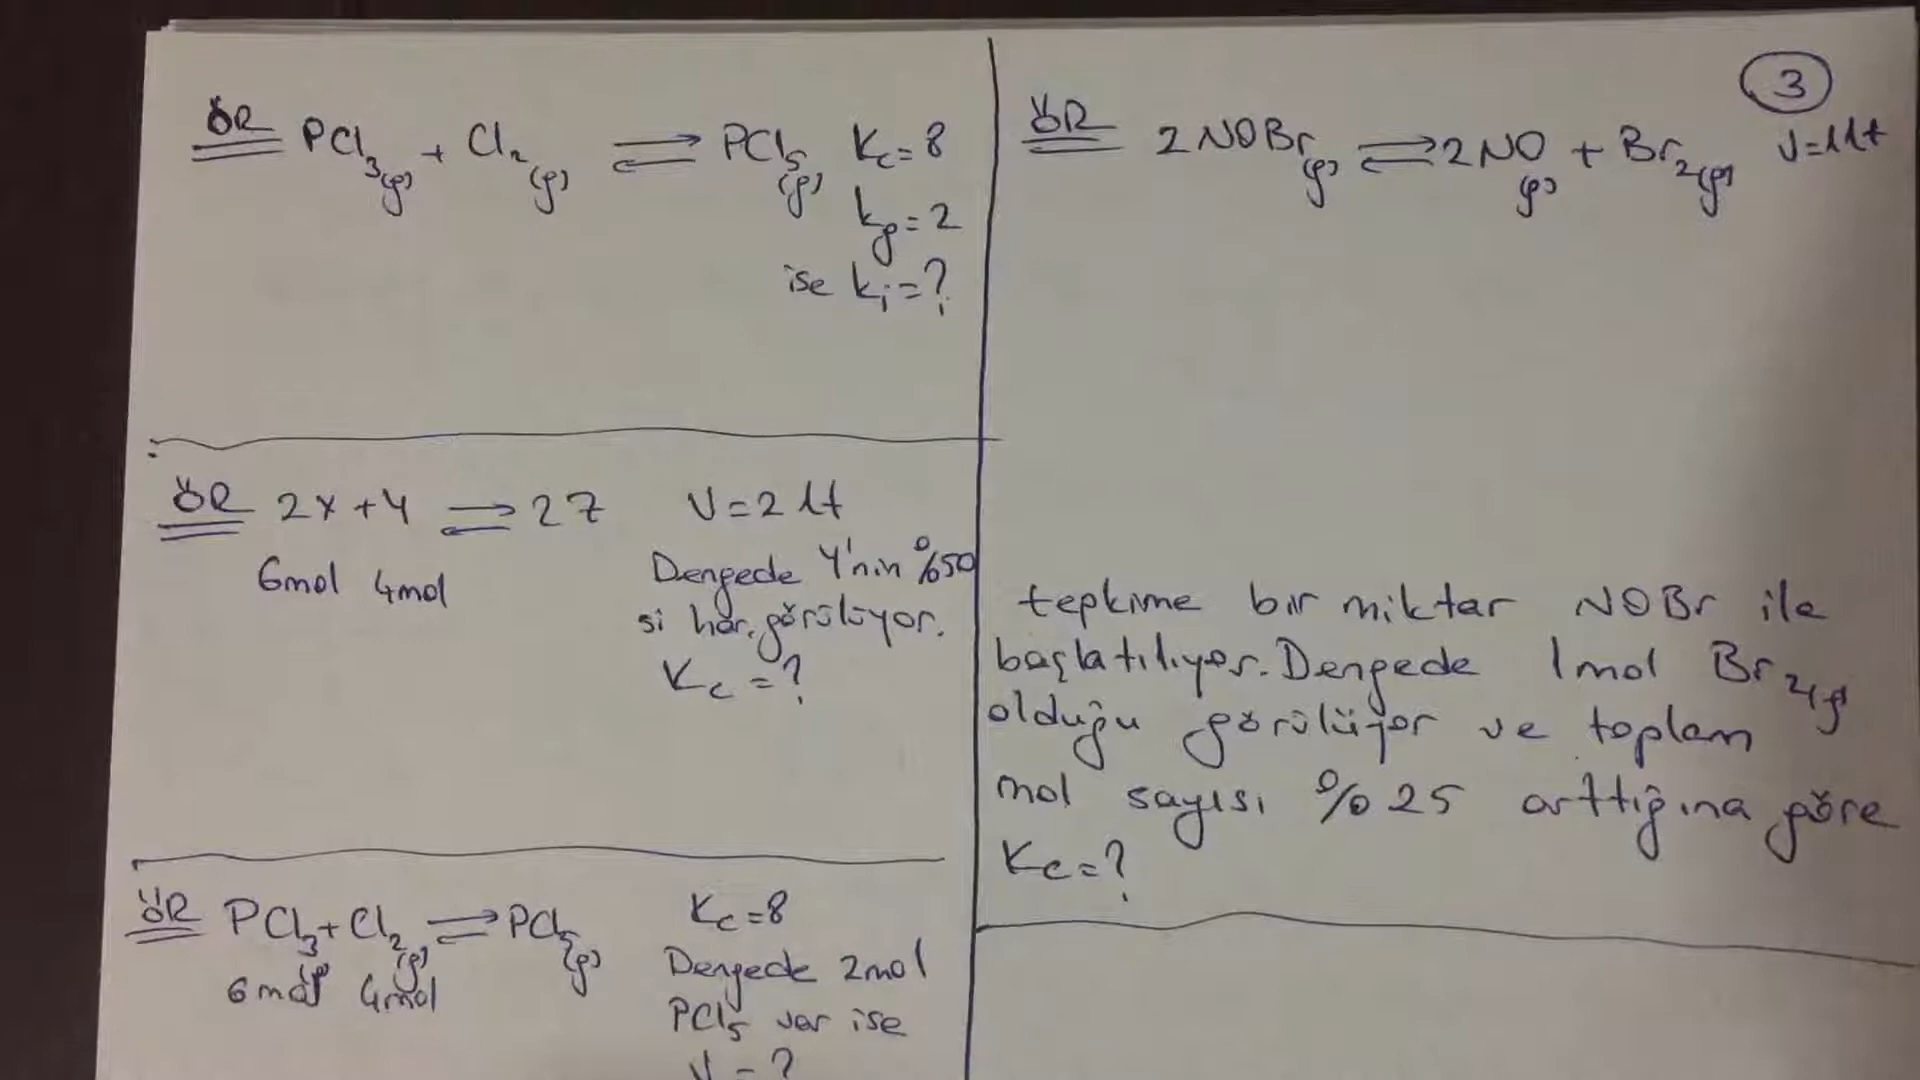 ÖR PCl3(g) + Cl2(g) ⇌ PCl5(g) Kc=8
kg=2
ise ki=?
ÖR 2X+Y ⇌ 2Z V=2 lt
6mol 4mol
Dengede Y'nin %50
si har. görülüyor.
Kc=?
ÖR PCl3(g)+Cl2(g) ⇌ PCl5(g) Kc=8
6mol 4mol
Dengede 2mol
PCl5 var ise
V=?
3
ÖR 2NOBr(g) ⇌ 2NO(g) + Br2(g) V=1lt
tepkime bir miktar NOBr ile
başlatılıyor. Dengede 1mol Br2(g)
olduğu görülüyor ve toplam
mol sayısı %25 arttığına göre
Kc=?